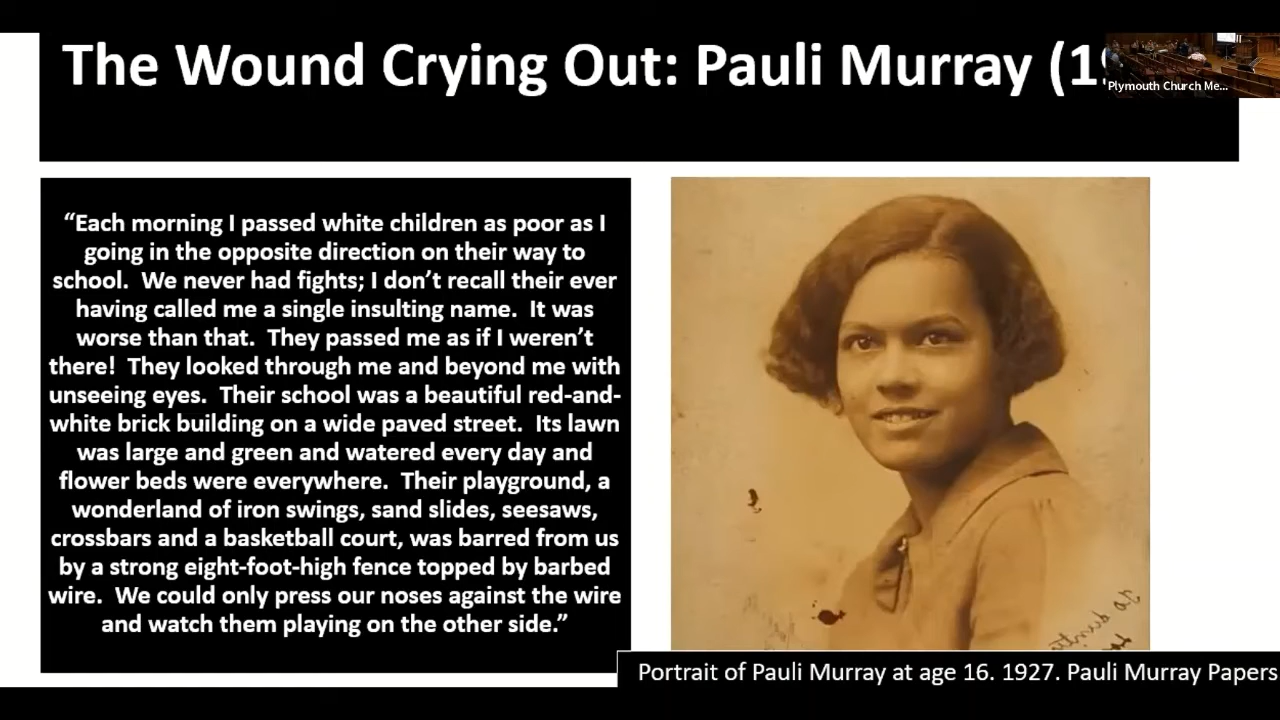 The Wound Crying Out: Pauli Murray (19
Plymouth Church Me...
“Each morning I passed white children as poor as I
going in the opposite direction on their way to
school.  We never had fights; I don’t recall their ever
having called me a single insulting name.  It was
worse than that.  They passed me as if I weren’t
there!  They looked through me and beyond me with
unseeing eyes.  Their school was a beautiful red-and-
white brick building on a wide paved street.  Its lawn
was large and green and watered every day and
flower beds were everywhere.  Their playground, a
wonderland of iron swings, sand slides, seesaws,
crossbars and a basketball court, was barred from us
by a strong eight-foot-high fence topped by barbed
wire.  We could only press our noses against the wire
and watch them playing on the other side.”
Portrait of Pauli Murray at age 16. 1927. Pauli Murray Papers